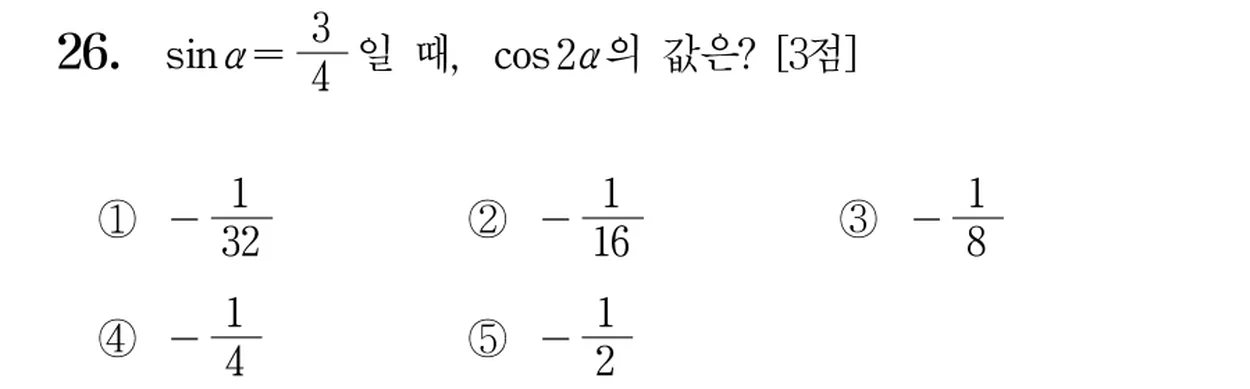 26. sin α = 3/4 일 때, cos 2α의 값은? [3점]
① −1/32 ② −1/16 ③ −1/8
④ −1/4 ⑤ −1/2